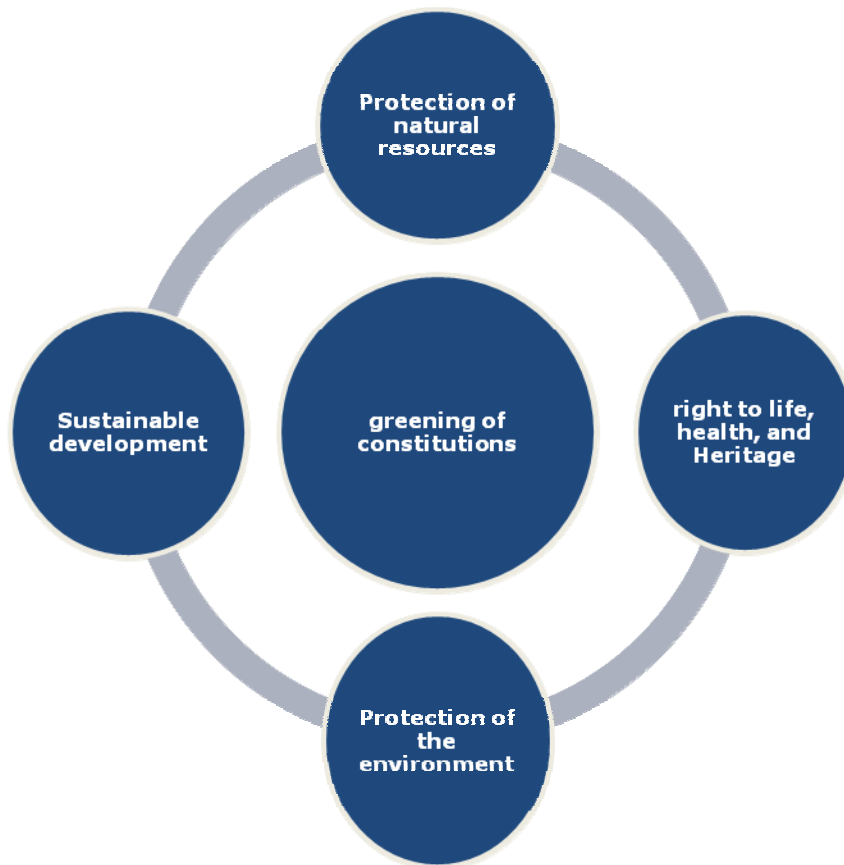 Protection of
natural
resources
Sustainable
development
greening of
constitutions
right to life,
health, and
Heritage
Protection of
the
environment